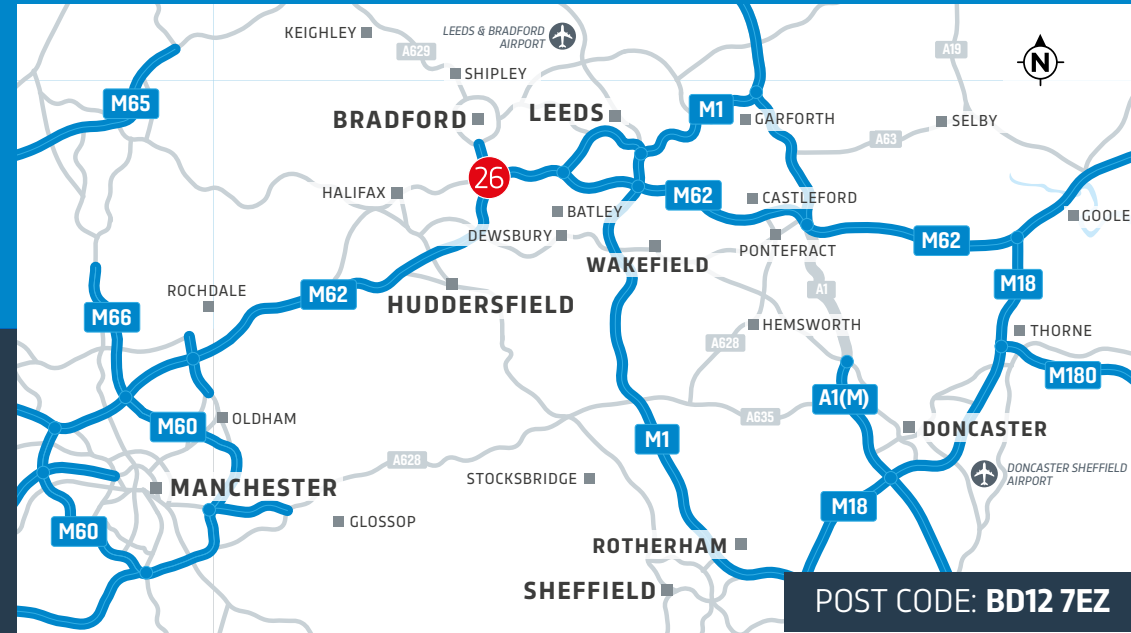 KEIGHLEY
A629
LEEDS & BRADFORD
AIRPORT
A19
N
SHIPLEY
M65
BRADFORD
LEEDS
M1
GARFORTH
SELBY
A63
26
HALIFAX
M62
CASTLEFORD
BATLEY
GOOLE
DEWSBURY
M62
PONTEFRACT
WAKEFIELD
M18
A1
ROCHDALE
M62
HUDDERSFIELD
M66
HEMSWORTH
THORNE
A628
M180
A1(M)
OLDHAM
A635
M60
DONCASTER
M1
A628
DONCASTER SHEFFIELD
AIRPORT
STOCKSBRIDGE
MANCHESTER
M18
GLOSSOP
M60
ROTHERHAM
SHEFFIELD
POST CODE: BD12 7EZ